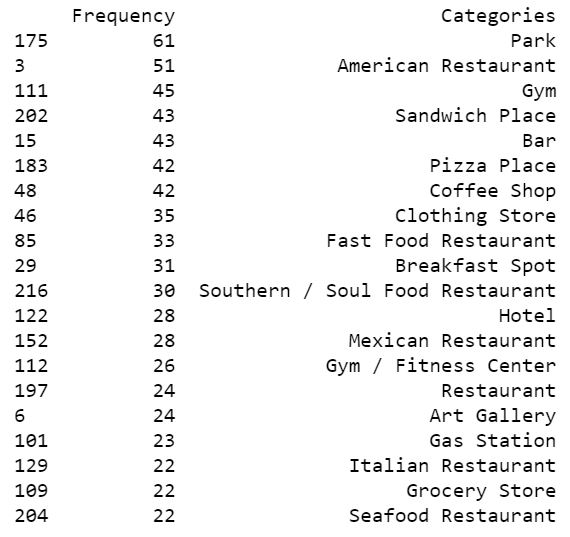 Frequency Categories
175 61 Park
3 51 American Restaurant
111 45 Gym
202 43 Sandwich Place
15 43 Bar
183 42 Pizza Place
48 42 Coffee Shop
46 35 Clothing Store
85 33 Fast Food Restaurant
29 31 Breakfast Spot
216 30 Southern / Soul Food Restaurant
122 28 Hotel
152 28 Mexican Restaurant
112 26 Gym / Fitness Center
197 24 Restaurant
6 24 Art Gallery
101 23 Gas Station
129 22 Italian Restaurant
109 22 Grocery Store
204 22 Seafood Restaurant